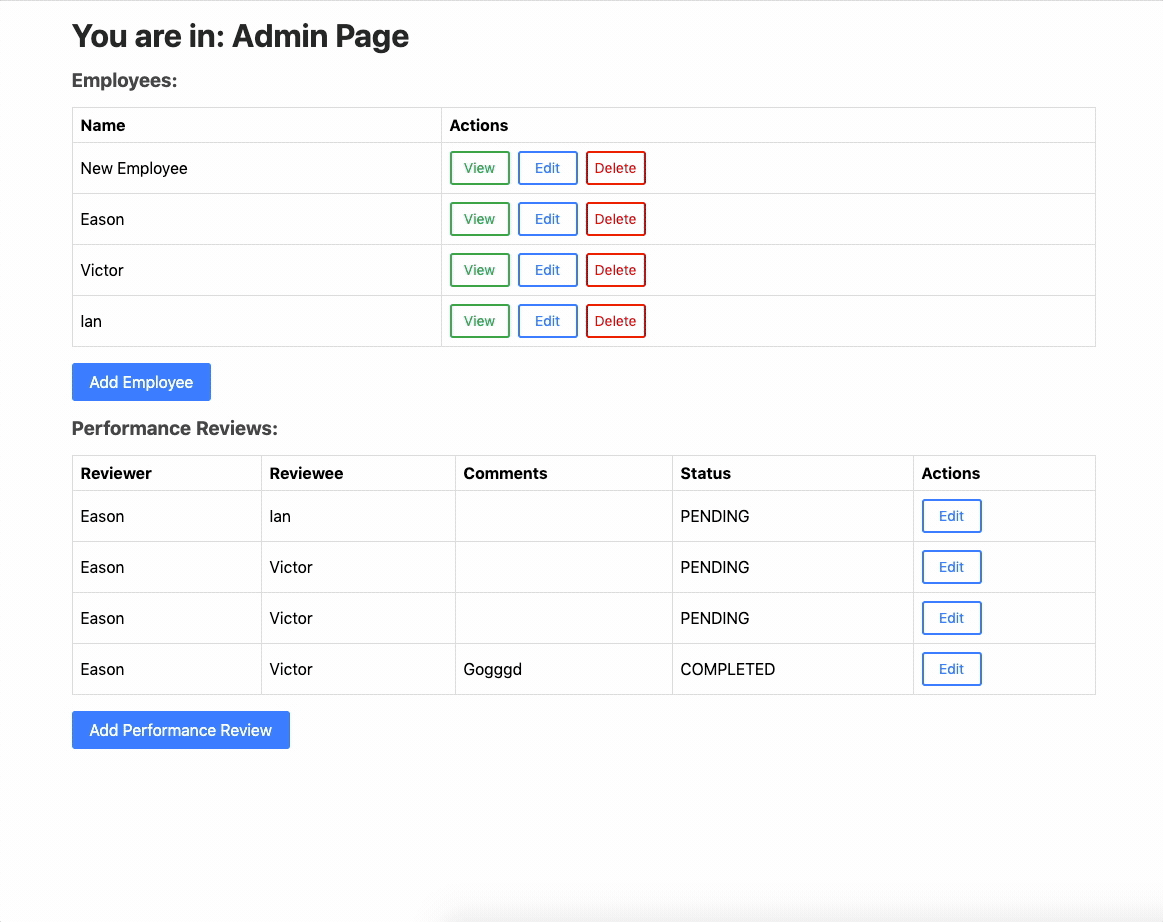 You are in: Admin Page
Employees:
Name Actions
New Employee View Edit Delete
Eason View Edit Delete
Victor View Edit Delete
Ian View Edit Delete
Add Employee
Performance Reviews:
Reviewer Reviewee Comments Status Actions
Eason Ian PENDING Edit
Eason Victor PENDING Edit
Eason Victor PENDING Edit
Eason Victor Gogggd COMPLETED Edit
Add Performance Review